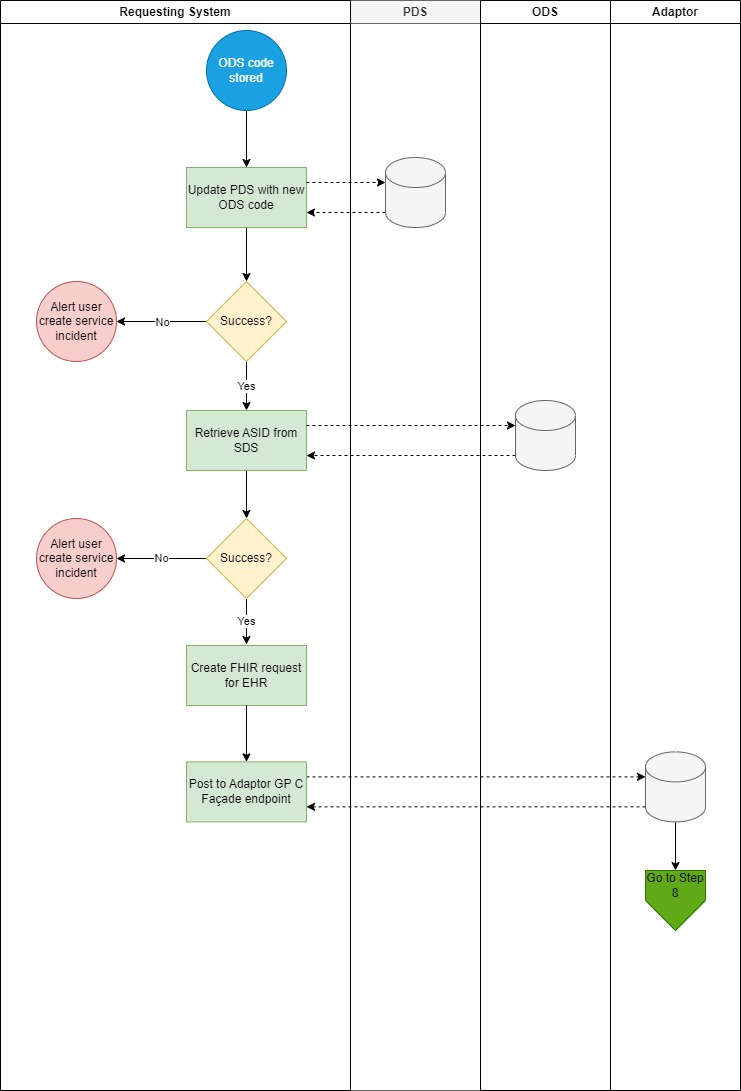 Requesting System
PDS
ODS
Adaptor
ODS code
stored
Update PDS with new
ODS code
Alert user
create service
incident
No
Success?
Yes
Retrieve ASID from
SDS
Alert user
create service
incident
No
Success?
Yes
Create FHIR request
for EHR
Post to Adaptor GP C
Façade endpoint
Go to Step
8